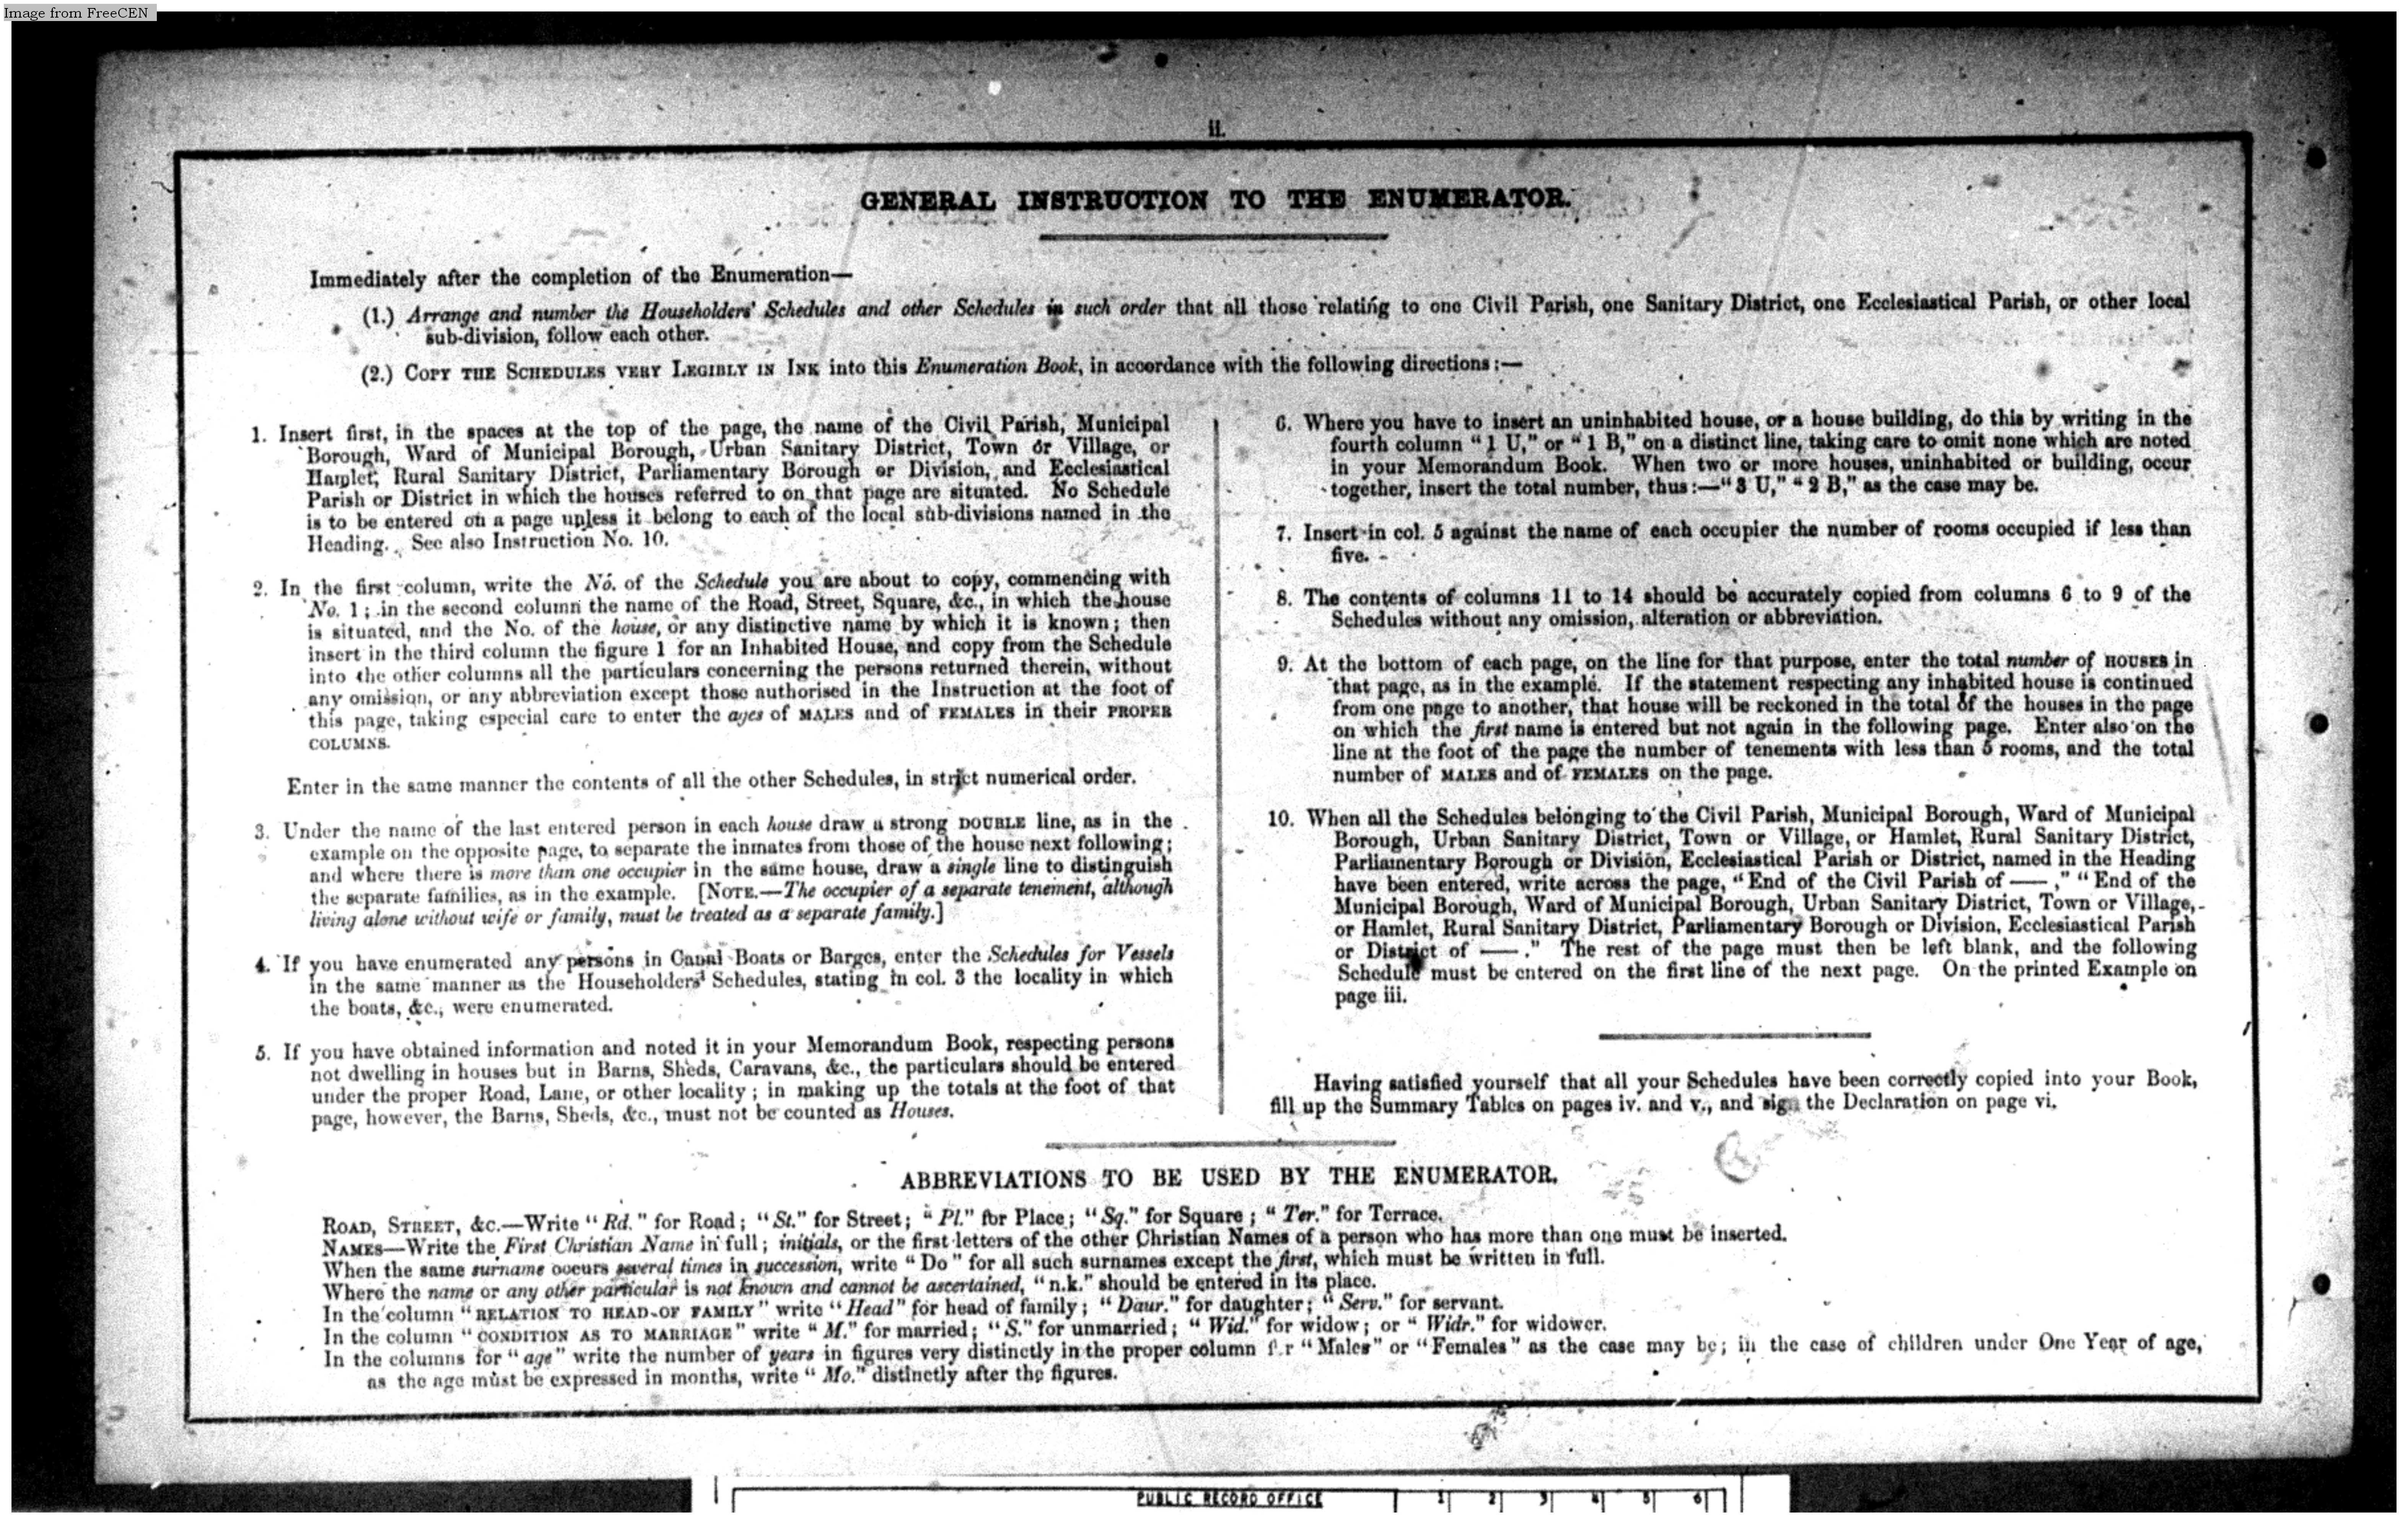 Image from FreeCEN
ii.
GENERAL INSTRUCTION TO THE ENUMERATOR.
Immediately after the completion of the Enumeration—
(1.) Arrange and number the Householders' Schedules and other Schedules in such order that all those relating to one Civil Parish, one Sanitary District, one Ecclesiastical Parish, or other local
sub-division, follow each other.
(2.) COPY THE SCHEDULES VERY LEGIBLY IN INK into this Enumeration Book, in accordance with the following directions:—
1. Insert first, in the spaces at the top of the page, the name of the Civil Parish, Municipal
Borough, Ward of Municipal Borough, Urban Sanitary District, Town or Village, or
Hamlet, Rural Sanitary District, Parliamentary Borough or Division, and Ecclesiastical
Parish or District in which the houses referred to on that page are situated. No Schedule
is to be entered on a page unless it belong to each of the local sub-divisions named in the
Heading. See also Instruction No. 10.
2. In the first column, write the No. of the Schedule you are about to copy, commencing with
No. 1; in the second column the name of the Road, Street, Square, &c., in which the house
is situated, and the No. of the house, or any distinctive name by which it is known; then
insert in the third column the figure 1 for an Inhabited House, and copy from the Schedule
into the other columns all the particulars concerning the persons returned therein, without
any omission, or any abbreviation except those authorised in the Instruction at the foot of
this page, taking especial care to enter the ages of MALES and of FEMALES in their PROPER
COLUMNS.
Enter in the same manner the contents of all the other Schedules, in strict numerical order.
3. Under the name of the last entered person in each house draw a strong DOUBLE line, as in the
example on the opposite page, to separate the inmates from those of the house next following;
and where there is more than one occupier in the same house, draw a single line to distinguish
the separate families, as in the example. [NOTE.—The occupier of a separate tenement, although
living alone without wife or family, must be treated as a separate family.]
4. If you have enumerated any persons in Canal Boats or Barges, enter the Schedules for Vessels
in the same manner as the Householders' Schedules, stating in col. 3 the locality in which
the boats, &c., were enumerated.
5. If you have obtained information and noted it in your Memorandum Book, respecting persons
not dwelling in houses but in Barns, Sheds, Caravans, &c., the particulars should be entered
under the proper Road, Lane, or other locality; in making up the totals at the foot of that
page, however, the Barns, Sheds, &c., must not be counted as Houses.
6. Where you have to insert an uninhabited house, or a house building, do this by writing in the
fourth column "1 U," or "1 B," on a distinct line, taking care to omit none which are noted
in your Memorandum Book. When two or more houses, uninhabited or building, occur
together, insert the total number, thus:—"3 U," "2 B," as the case may be.
7. Insert in col. 5 against the name of each occupier the number of rooms occupied if less than
five.
8. The contents of columns 11 to 14 should be accurately copied from columns 6 to 9 of the
Schedules without any omission, alteration or abbreviation.
9. At the bottom of each page, on the line for that purpose, enter the total number of HOUSES in
that page, as in the example. If the statement respecting any inhabited house is continued
from one page to another, that house will be reckoned in the total of the houses in the page
on which the first name is entered but not again in the following page. Enter also on the
line at the foot of the page the number of tenements with less than 5 rooms, and the total
number of MALES and of FEMALES on the page.
10. When all the Schedules belonging to the Civil Parish, Municipal Borough, Ward of Municipal
Borough, Urban Sanitary District, Town or Village, or Hamlet, Rural Sanitary District,
Parliamentary Borough or Division, Ecclesiastical Parish or District, named in the Heading
have been entered, write across the page, "End of the Civil Parish of ——," "End of the
Municipal Borough, Ward of Municipal Borough, Urban Sanitary District, Town or Village,
or Hamlet, Rural Sanitary District, Parliamentary Borough or Division, Ecclesiastical Parish
or District of ——." The rest of the page must then be left blank, and the following
Schedule must be entered on the first line of the next page. On the printed Example on
page iii.
Having satisfied yourself that all your Schedules have been correctly copied into your Book,
fill up the Summary Tables on pages iv. and v., and sign the Declaration on page vi.
ABBREVIATIONS TO BE USED BY THE ENUMERATOR.
ROAD, STREET, &c.—Write "Rd." for Road; "St." for Street; "Pl." for Place; "Sq." for Square; "Ter." for Terrace.
NAMES—Write the First Christian Name in full; initials, or the first letters of the other Christian Names of a person who has more than one must be inserted.
When the same surname occurs several times in succession, write "Do" for all such surnames except the first, which must be written in full.
Where the name or any other particular is not known and cannot be ascertained, "n.k." should be entered in its place.
In the column "RELATION TO HEAD OF FAMILY" write "Head" for head of family; "Daur." for daughter; "Serv." for servant.
In the column "CONDITION AS TO MARRIAGE" write "M." for married; "S." for unmarried; "Wid." for widow; or "Widr." for widower.
In the columns for "age" write the number of years in figures very distinctly in the proper column for "Males" or "Females" as the case may be; in the case of children under One Year of age,
as the age must be expressed in months, write "Mo." distinctly after the figures.
PUBLIC RECORD OFFICE 1 2 3 4 5 6